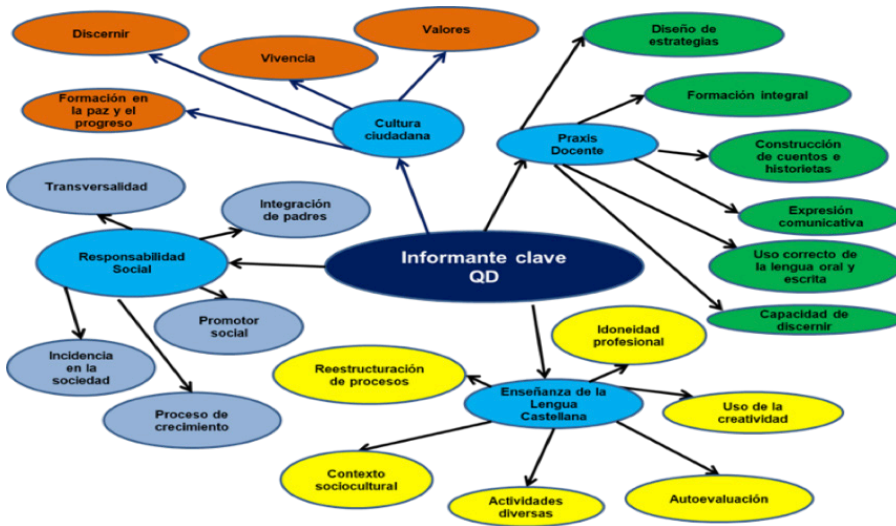 Discernir
Vivencia
Valores
Formación en
la paz y el
progreso
Cultura
ciudadana
Diseño de
estrategias
Formación integral
Praxis
Docente
Construcción
de cuentos e
historietas
Expresión
comunicativa
Uso correcto de
la lengua oral y
escrita
Capacidad de
discernir
Transversalidad
Integración
de padres
Responsabilidad
Social
Informante clave
QD
Promotor
social
Incidencia
en la
sociedad
Proceso de
crecimiento
Idoneidad
profesional
Reestructuración
de procesos
Enseñanza de la
Lengua
Castellana
Uso de la
creatividad
Contexto
sociocultural
Actividades
diversas
Autoevaluación